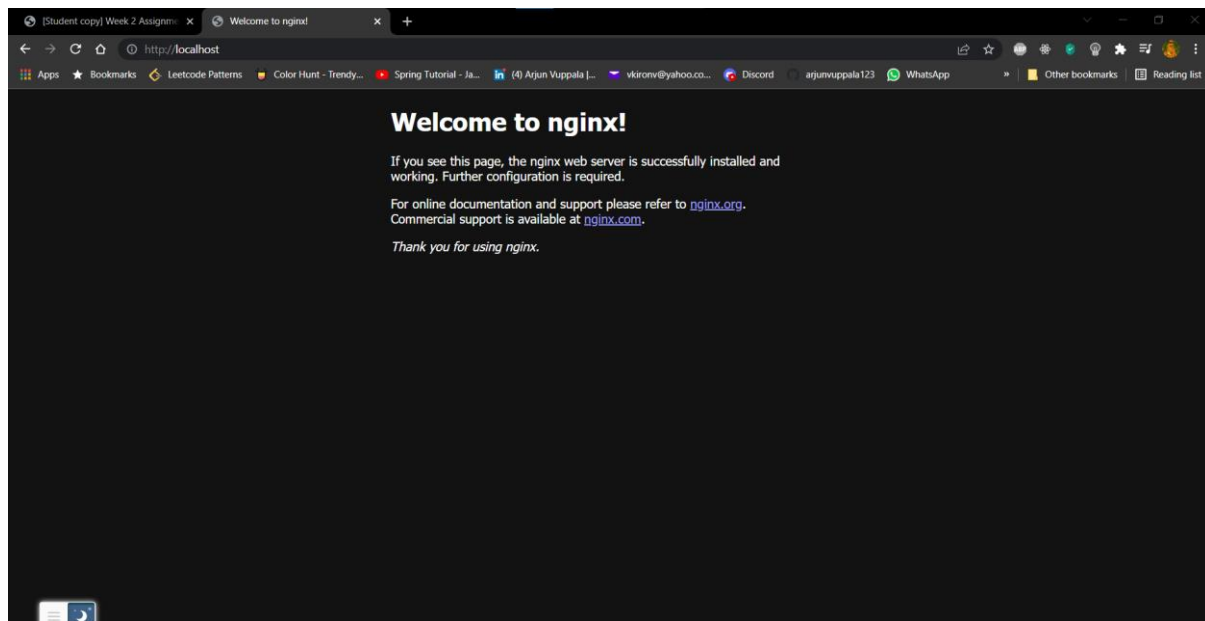 [Student copy] Week 2 Assignme
Welcome to nginx!
http://localhost
Apps Bookmarks Leetcode Patterns Color Hunt - Trendy... Spring Tutorial - Ja... (4) Arjun Vuppala |... vkironv@yahoo.co... Discord arjunvuppala123 WhatsApp » Other bookmarks Reading list
Welcome to nginx!
If you see this page, the nginx web server is successfully installed and
working. Further configuration is required.
For online documentation and support please refer to nginx.org.
Commercial support is available at nginx.com.
Thank you for using nginx.